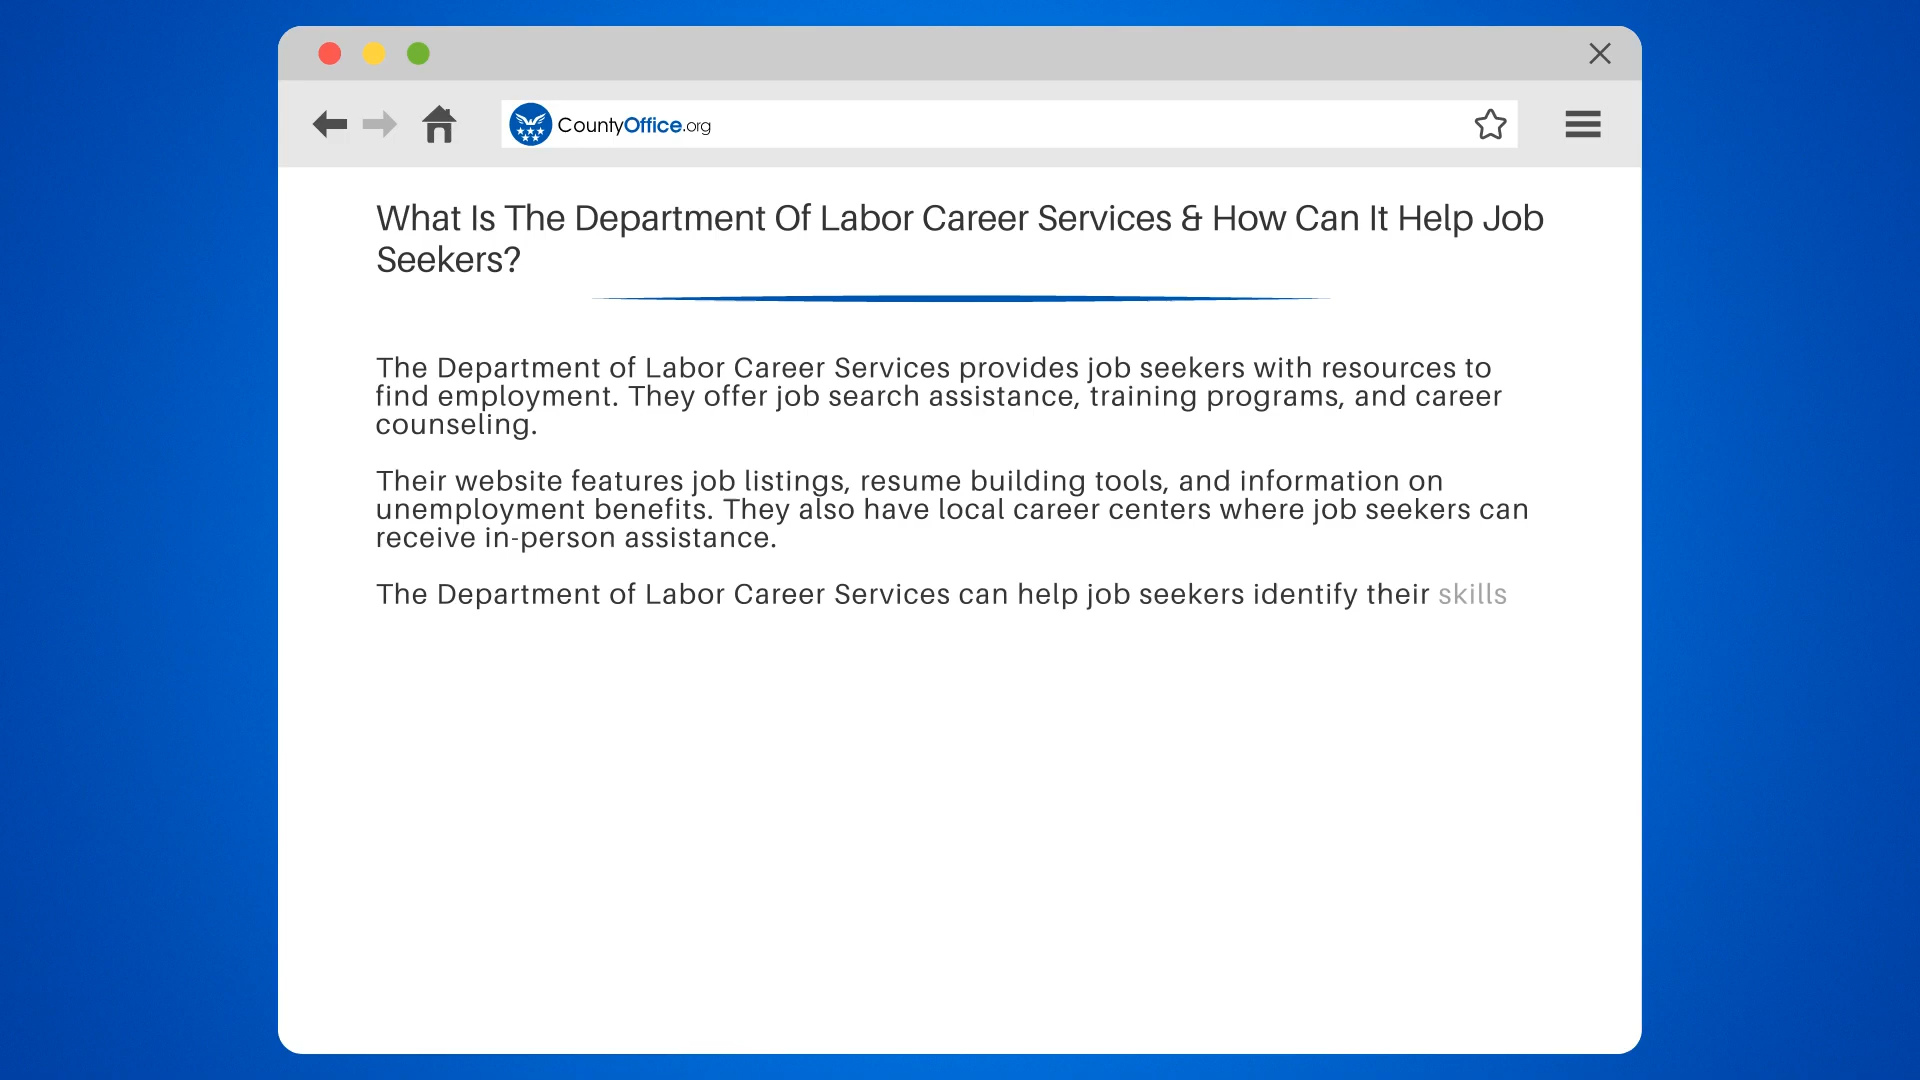 CountyOffice.org
What Is The Department Of Labor Career Services & How Can It Help Job
Seekers?
The Department of Labor Career Services provides job seekers with resources to
find employment. They offer job search assistance, training programs, and career
counseling.
Their website features job listings, resume building tools, and information on
unemployment benefits. They also have local career centers where job seekers can
receive in-person assistance.
The Department of Labor Career Services can help job seekers identify their skills